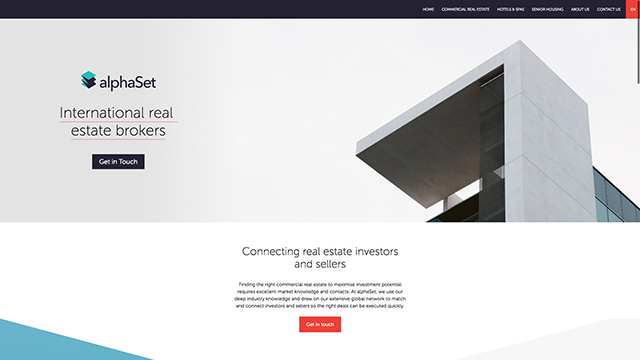 HOME COMMERCIAL REAL ESTATE HOTELS & SPAS SENIOR HOUSING ABOUT US CONTACT US EN
alphaSet
International real
estate brokers
Get in Touch
Connecting real estate investors
and sellers
Finding the right commercial real estate to maximise investment potential
requires excellent market knowledge and contacts. At alphaSet, we use our
deep industry knowledge and draw on our extensive global network to match
and connect investors and sellers so the right deals can be executed quickly.
Get in touch